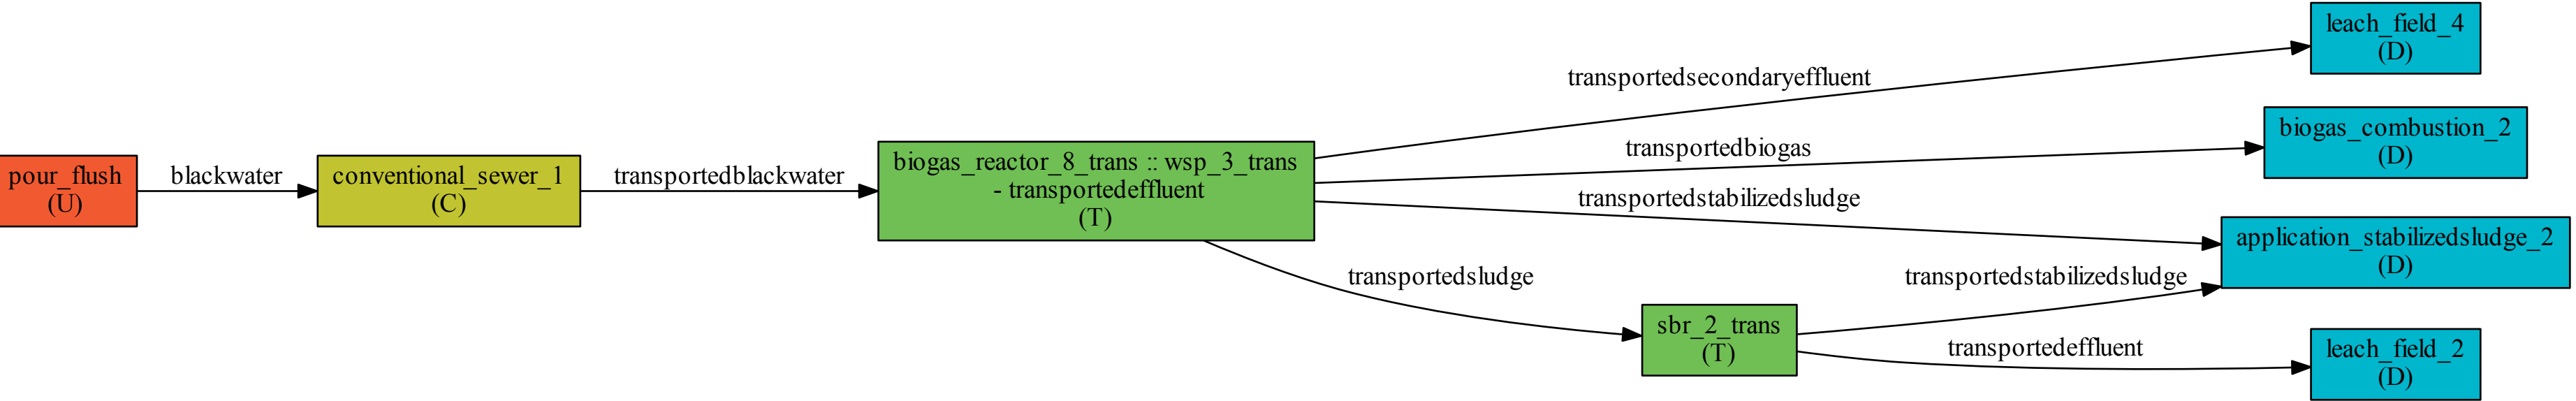 pour_flush
(U)
blackwater
conventional_sewer_1
(C)
transportedblackwater
biogas_reactor_8_trans :: wsp_3_trans
- transportedeffluent
(T)
transportedsecondaryeffluent
transportedbiogas
transportedstabilizedsludge
transportedsludge
sbr_2_trans
(T)
transportedstabilizedsludge
transportedeffluent
leach_field_4
(D)
biogas_combustion_2
(D)
application_stabilizedsludge_2
(D)
leach_field_2
(D)